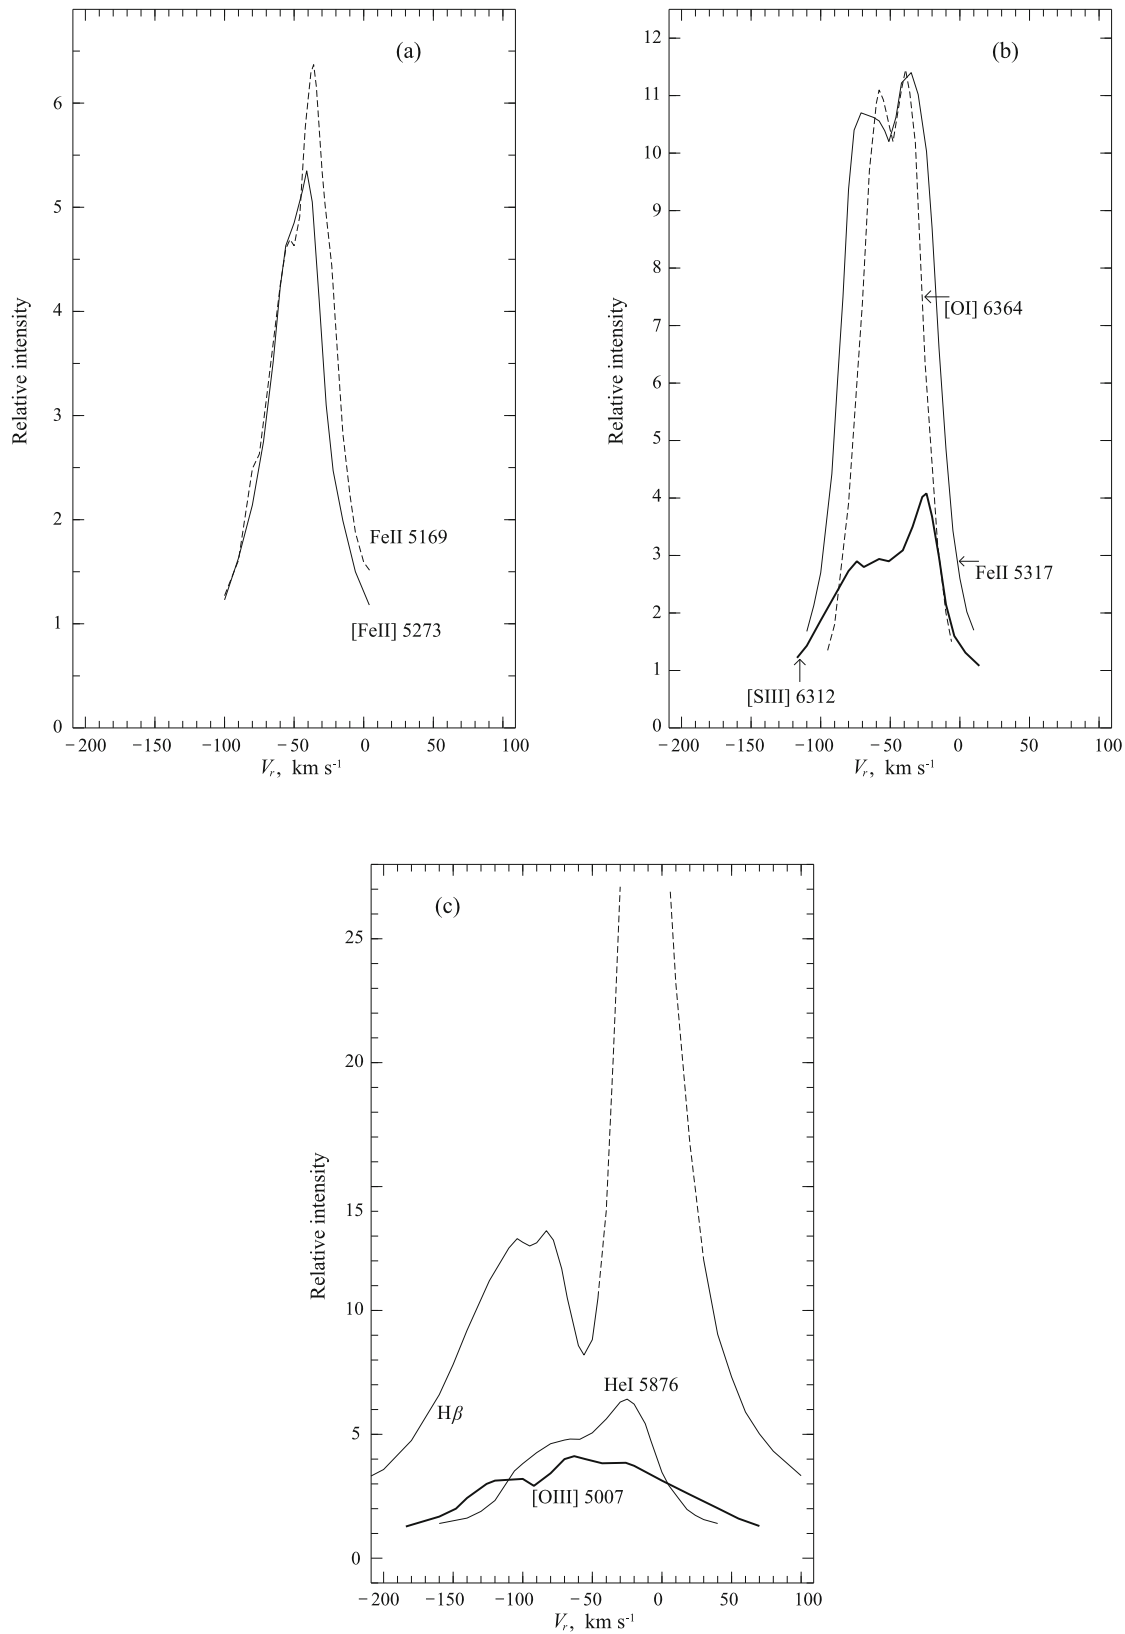 (a)
6
5
4
3
2
1
0
Relative intensity
FeII 5169
[FeII] 5273
−200 −150 −100 −50 0 50 100
Vr, km s-1
(b)
12
11
10
9
8
7
6
5
4
3
2
1
0
Relative intensity
[OI] 6364
FeII 5317
[SIII] 6312
−200 −150 −100 −50 0 50 100
Vr, km s-1
(c)
25
20
15
10
5
0
Relative intensity
HeI 5876
Hβ
[OIII] 5007
−200 −150 −100 −50 0 50 100
Vr, km s-1